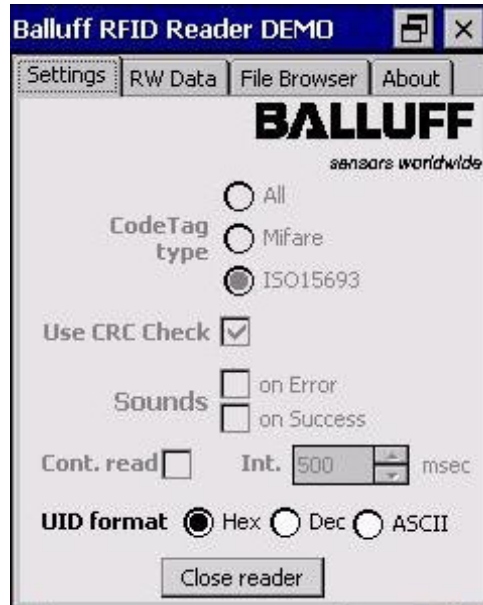 Balluff RFID Reader DEMO
Settings RW Data File Browser About
BALLUFF
sensors worldwide
All
CodeTag type
Mifare
ISO15693
Use CRC Check
Sounds
on Error
on Success
Cont. read Int. 500 msec
UID format Hex Dec ASCII
Close reader